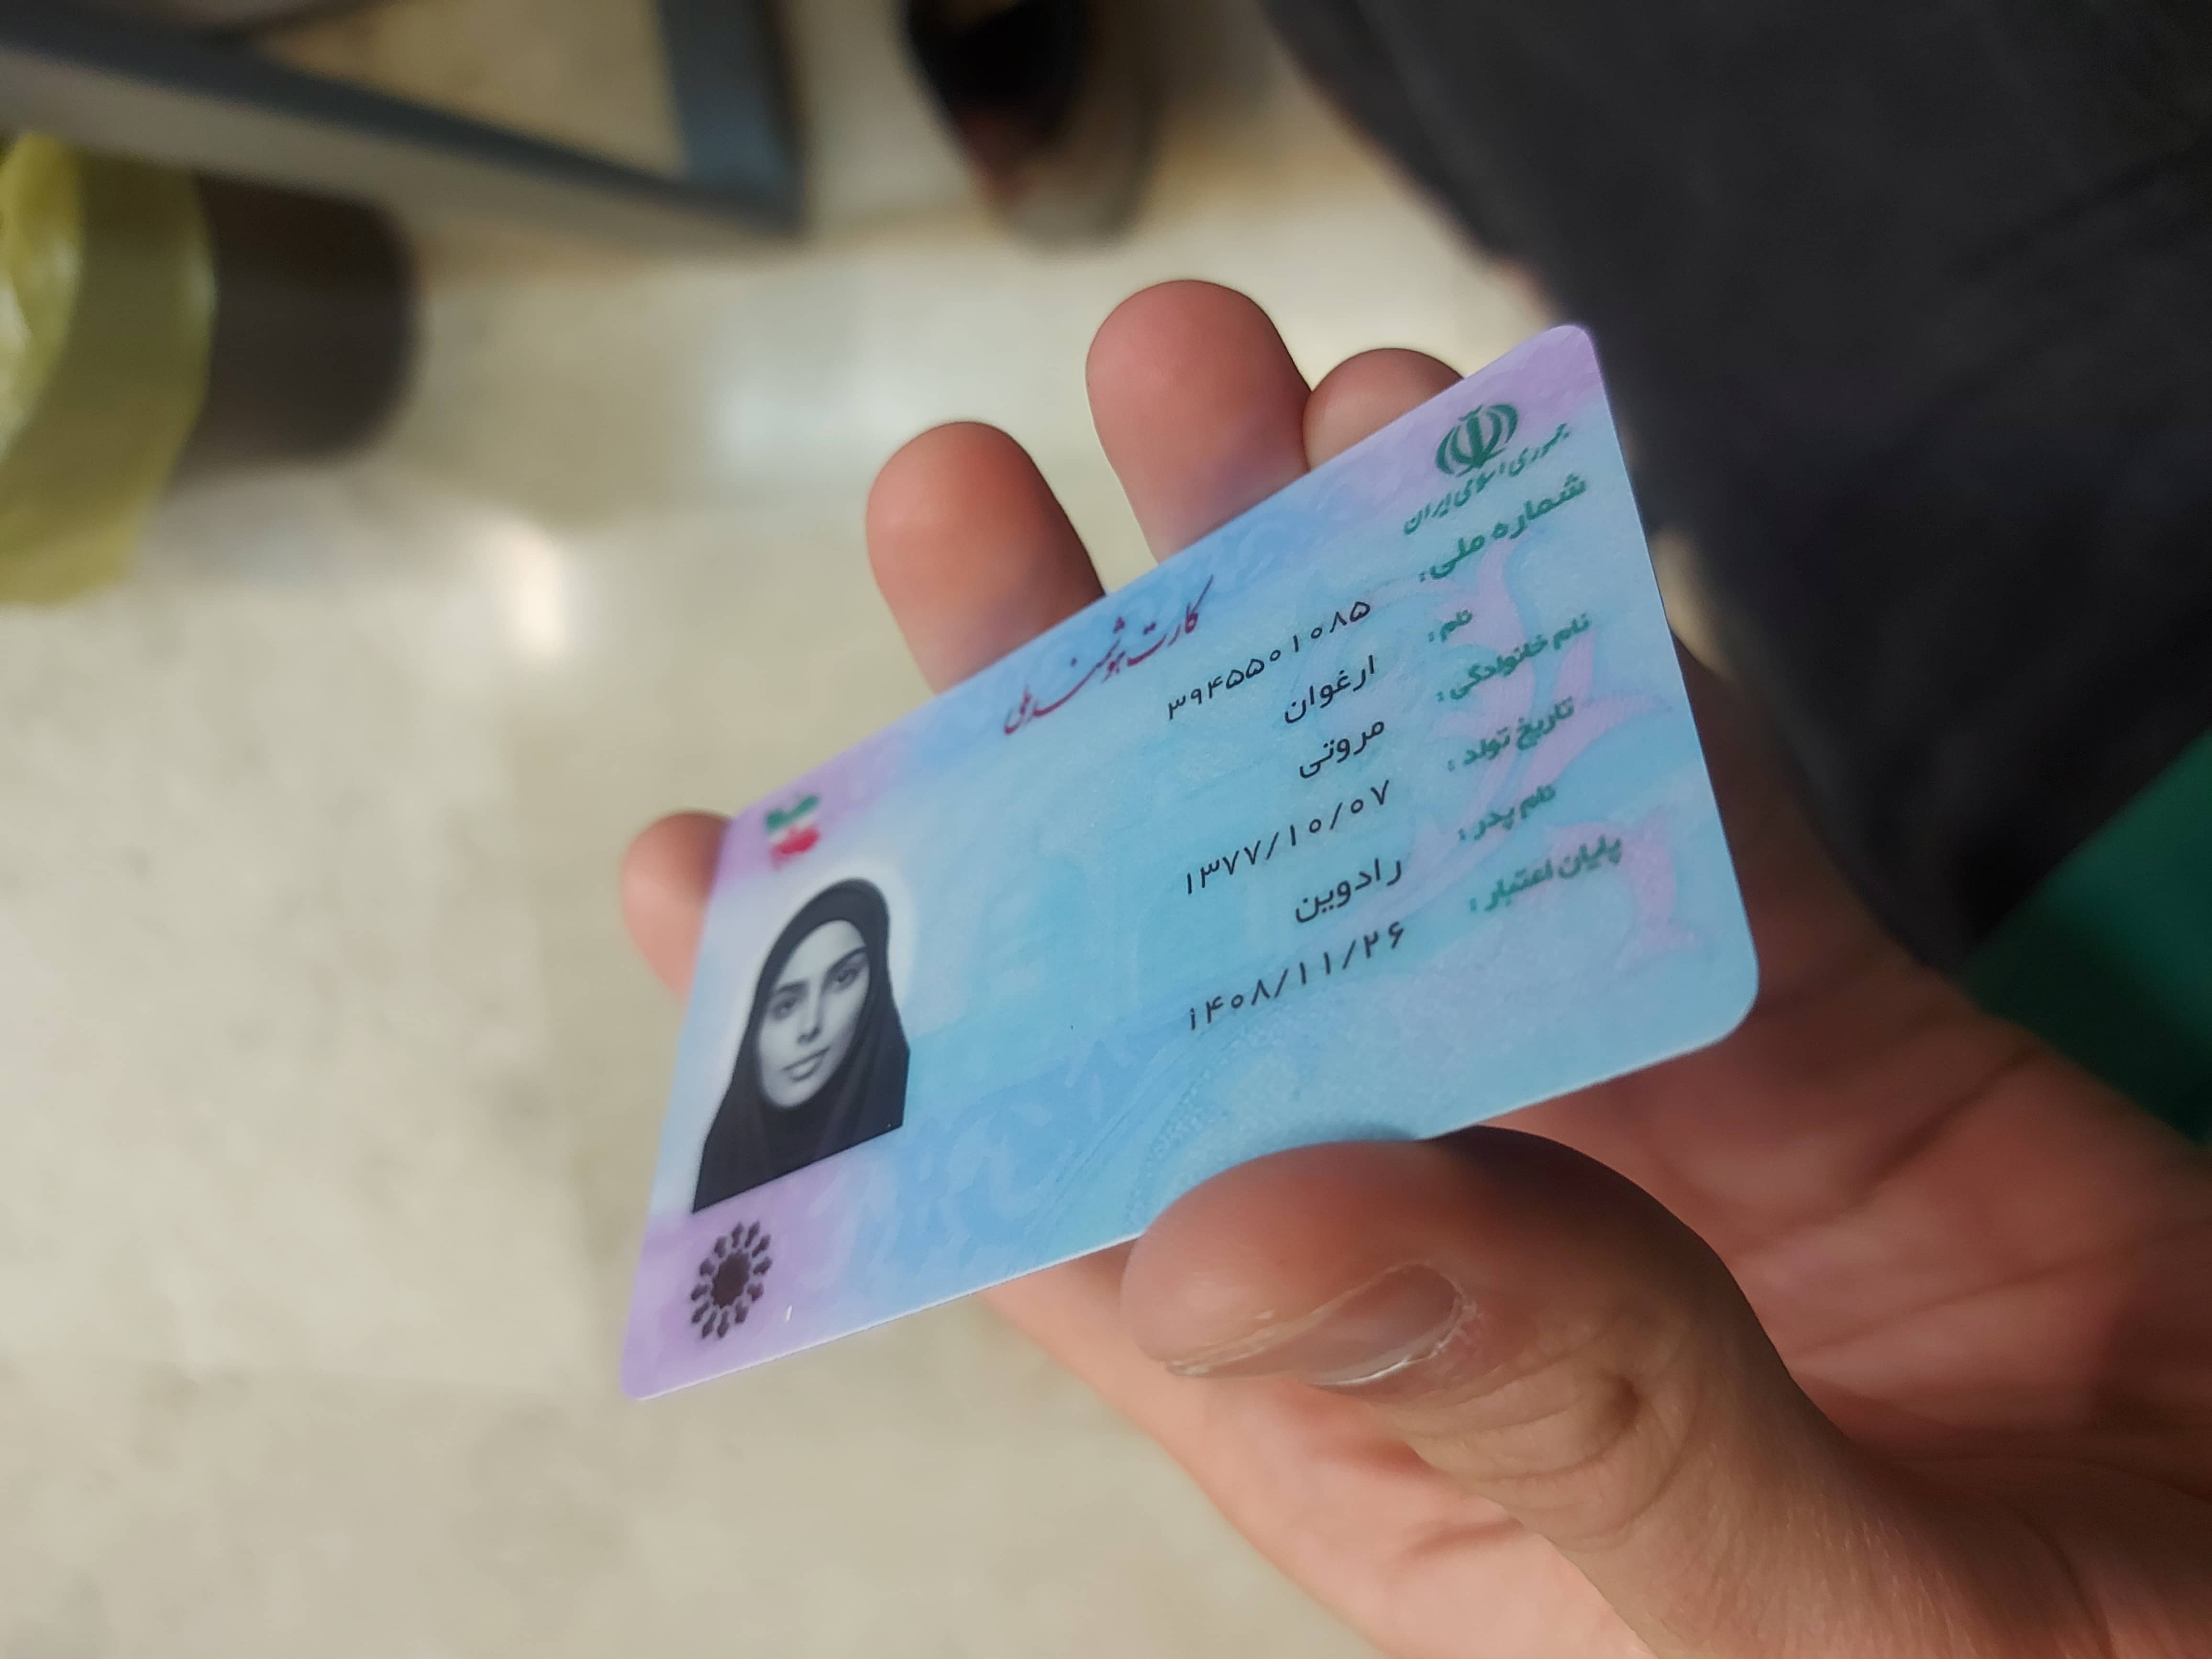 جمهوری اسلامی ایران
کارت هوشمند ملی
شماره ملی: ۳۹۴۵۵۰۱۰۸۵
نام: ارغوان
نام خانوادگی: مروتی
تاریخ تولد: ۱۳۷۷/۱۰/۰۷
نام پدر: رادوین
پایان اعتبار: ۱۴۰۸/۱۱/۲۶